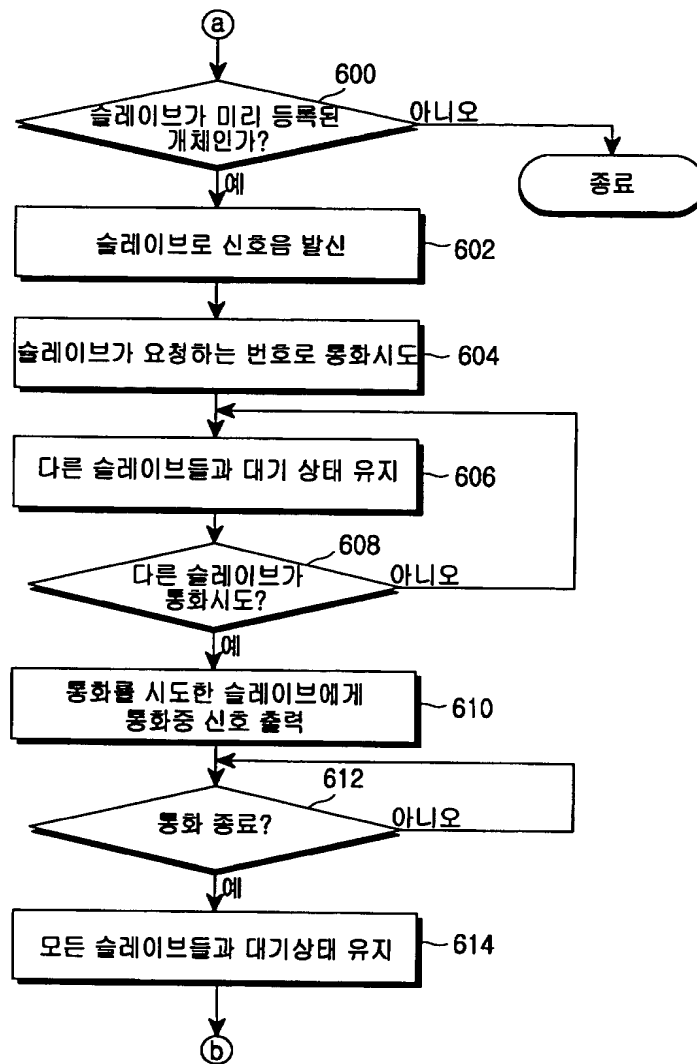 ⓐ
600
슬레이브가 미리 등록된
개체인가?
아니오
종료
예
슬레이브로 신호음 발신
602
슬레이브가 요청하는 번호로 통화시도
604
다른 슬레이브들과 대기 상태 유지
606
608
다른 슬레이브가
통화시도?
아니오
예
통화를 시도한 슬레이브에게
통화중 신호 출력
610
612
통화 종료?
아니오
예
모든 슬레이브들과 대기상태 유지
614
ⓑ